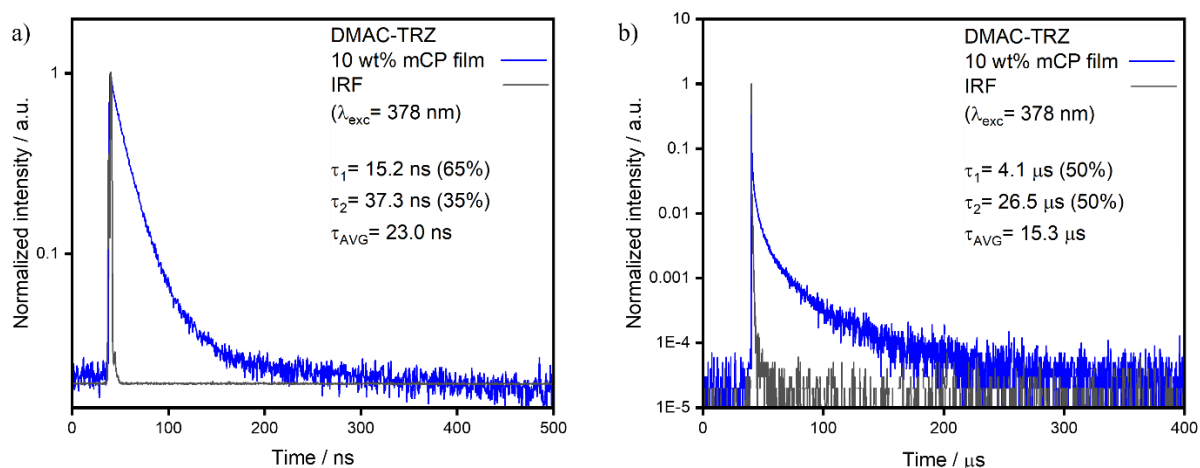 a)
DMAC-TRZ
10 wt% mCP film
IRF
(λexc= 378 nm)
τ1= 15.2 ns (65%)
τ2= 37.3 ns (35%)
τAVG= 23.0 ns
Normalized intensity / a.u.
1
0.1
0
100
200
300
400
500
Time / ns
b)
DMAC-TRZ
10 wt% mCP film
IRF
(λexc= 378 nm)
τ1= 4.1 μs (50%)
τ2= 26.5 μs (50%)
τAVG= 15.3 μs
Normalized intensity / a.u.
10
1
0.1
0.01
0.001
1E-4
1E-5
0
100
200
300
400
Time / μs